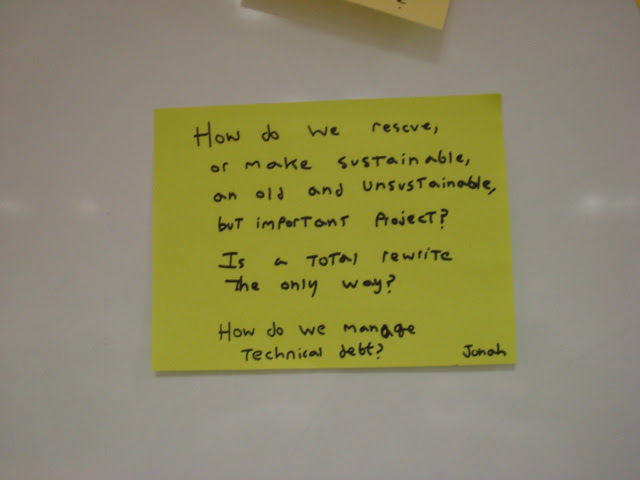 How do we rescue,
or make sustainable,
an old and unsustainable,
but important project?
Is a total rewrite
the only way?
How do we manage
technical debt?
Jonah